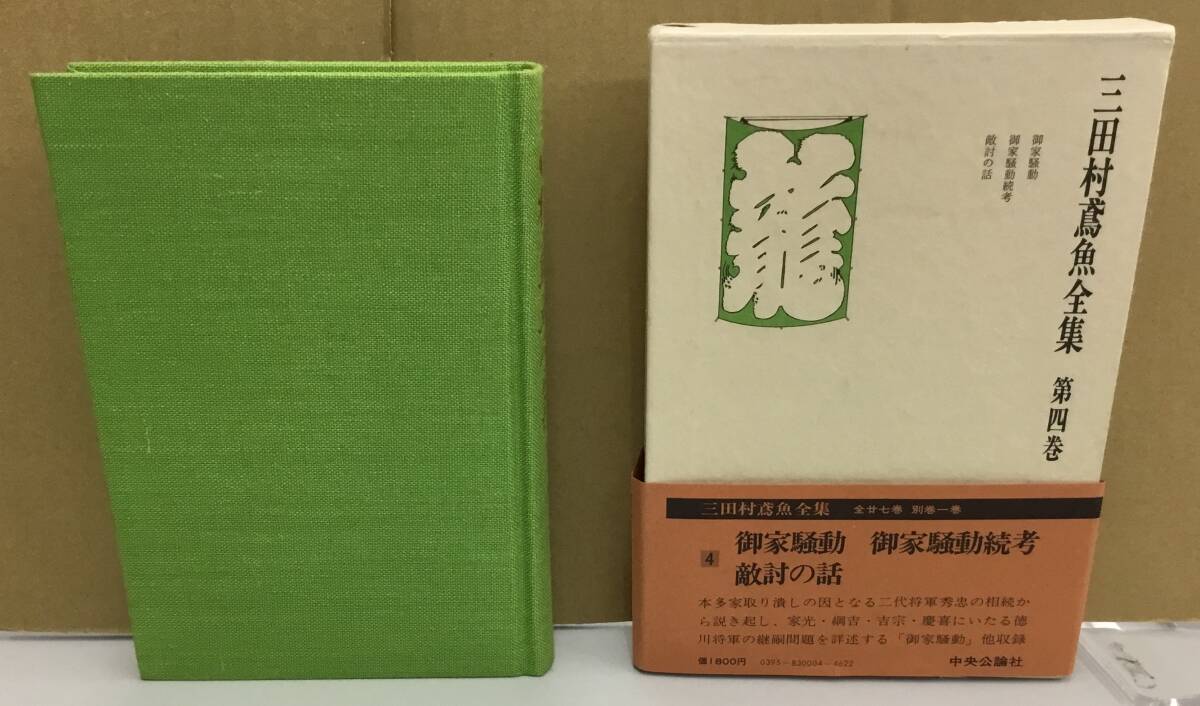 三田村鳶魚全集 第四巻
御家騒動
御家騒動続考
敵討の話
三田村鳶魚全集 全廿七巻 別巻一巻
4 御家騒動 御家騒動続考
敵討の話
本多家取り潰しの因となる二代将軍秀忠の相続か
ら説き起し、家光・綱吉・吉宗・慶喜にいたる徳
川将軍の継嗣問題を詳述する「御家騒動」他収録
価1800円 0395-830004-4622 中央公論社